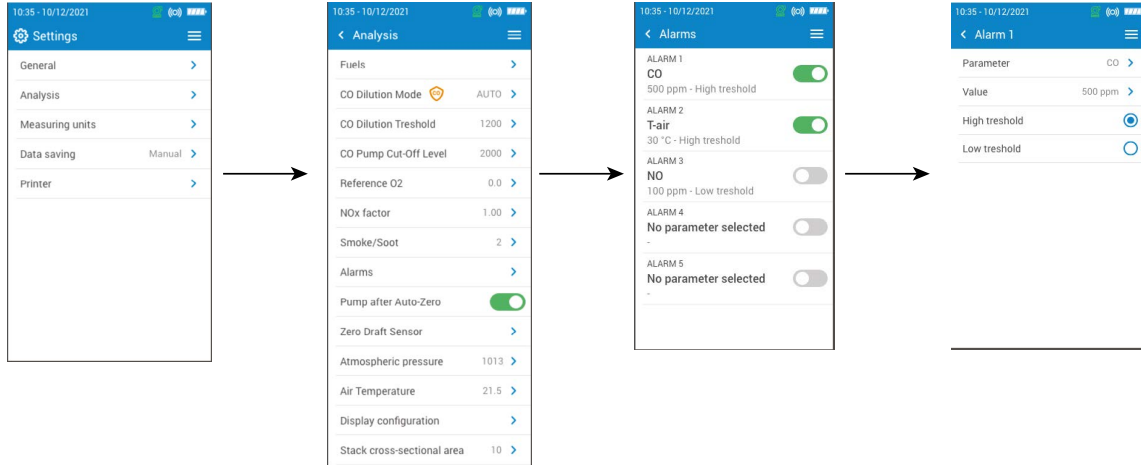 10:35 - 10/12/2021
Settings
General
Analysis
Measuring units
Data saving Manual
Printer
10:35 - 10/12/2021
Analysis
Fuels
CO Dilution Mode CO AUTO
CO Dilution Treshold 1200
CO Pump Cut-Off Level 2000
Reference O2 0.0
NOx factor 1.00
Smoke/Soot 2
Alarms
Pump after Auto-Zero
Zero Draft Sensor
Atmospheric pressure 1013
Air Temperature 21.5
Display configuration
Stack cross-sectional area 10
10:35 - 10/12/2021
Alarms
ALARM 1
CO
500 ppm - High treshold
ALARM 2
T-air
30 °C - High treshold
ALARM 3
NO
100 ppm - Low treshold
ALARM 4
No parameter selected
-
ALARM 5
No parameter selected
-
10:35 - 10/12/2021
Alarm 1
Parameter CO
Value 500 ppm
High treshold
Low treshold